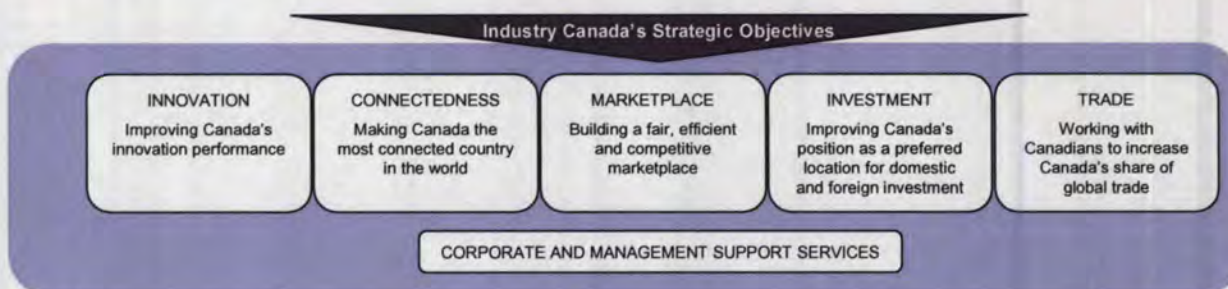 Industry Canada's Strategic Objectives
INNOVATION
Improving Canada's
innovation performance
CONNECTEDNESS
Making Canada the
most connected country
in the world
MARKETPLACE
Building a fair, efficient
and competitive
marketplace
INVESTMENT
Improving Canada's
position as a preferred
location for domestic
and foreign investment
TRADE
Working with
Canadians to increase
Canada's share of
global trade
CORPORATE AND MANAGEMENT SUPPORT SERVICES